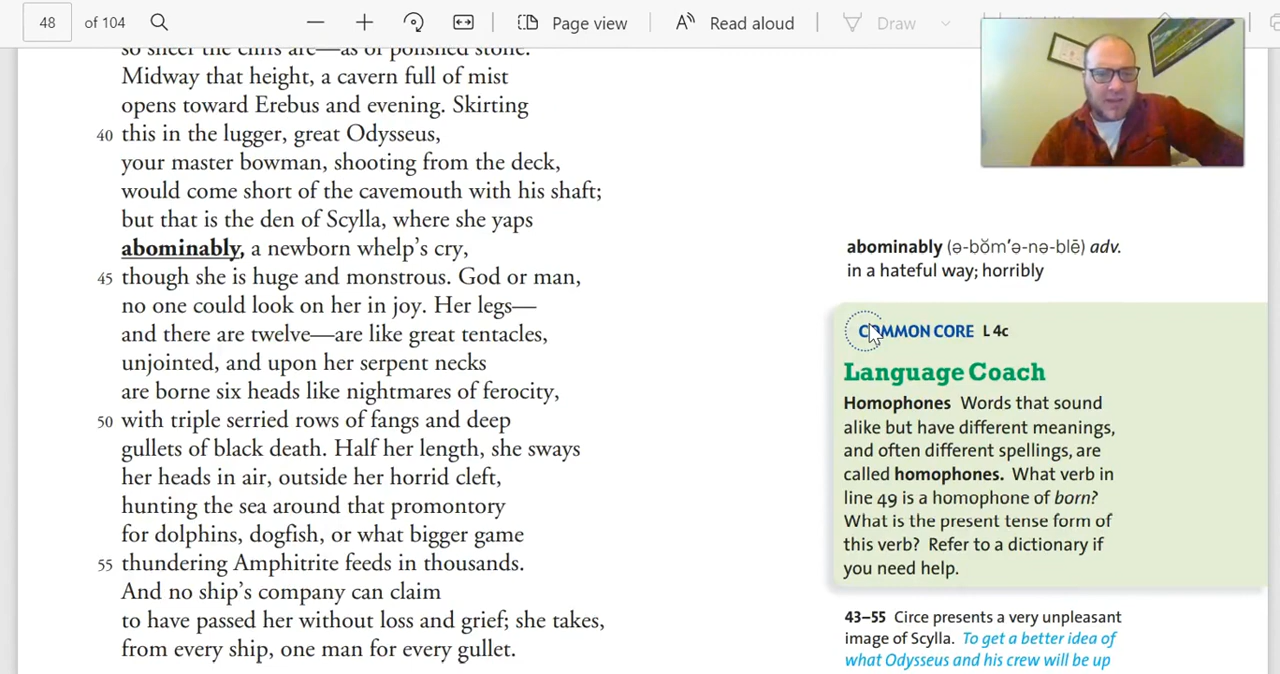 48 of 104 Page view Read aloud Draw
so sheer the cliffs are—as of polished stone.
Midway that height, a cavern full of mist
opens toward Erebus and evening. Skirting
40 this in the lugger, great Odysseus,
your master bowman, shooting from the deck,
would come short of the cavemouth with his shaft;
but that is the den of Scylla, where she yaps
abominably, a newborn whelp's cry,
45 though she is huge and monstrous. God or man,
no one could look on her in joy. Her legs—
and there are twelve—are like great tentacles,
unjointed, and upon her serpent necks
are borne six heads like nightmares of ferocity,
50 with triple serried rows of fangs and deep
gullets of black death. Half her length, she sways
her heads in air, outside her horrid cleft,
hunting the sea around that promontory
for dolphins, dogfish, or what bigger game
55 thundering Amphitrite feeds in thousands.
And no ship's company can claim
to have passed her without loss and grief; she takes,
from every ship, one man for every gullet.
abominably (ə-bŏm′ə-nə-blē) adv.
in a hateful way; horribly
COMMON CORE L 4c
Language Coach
Homophones Words that sound
alike but have different meanings,
and often different spellings, are
called homophones. What verb in
line 49 is a homophone of born?
What is the present tense form of
this verb? Refer to a dictionary if
you need help.
43–55 Circe presents a very unpleasant
image of Scylla. To get a better idea of
what Odysseus and his crew will be up